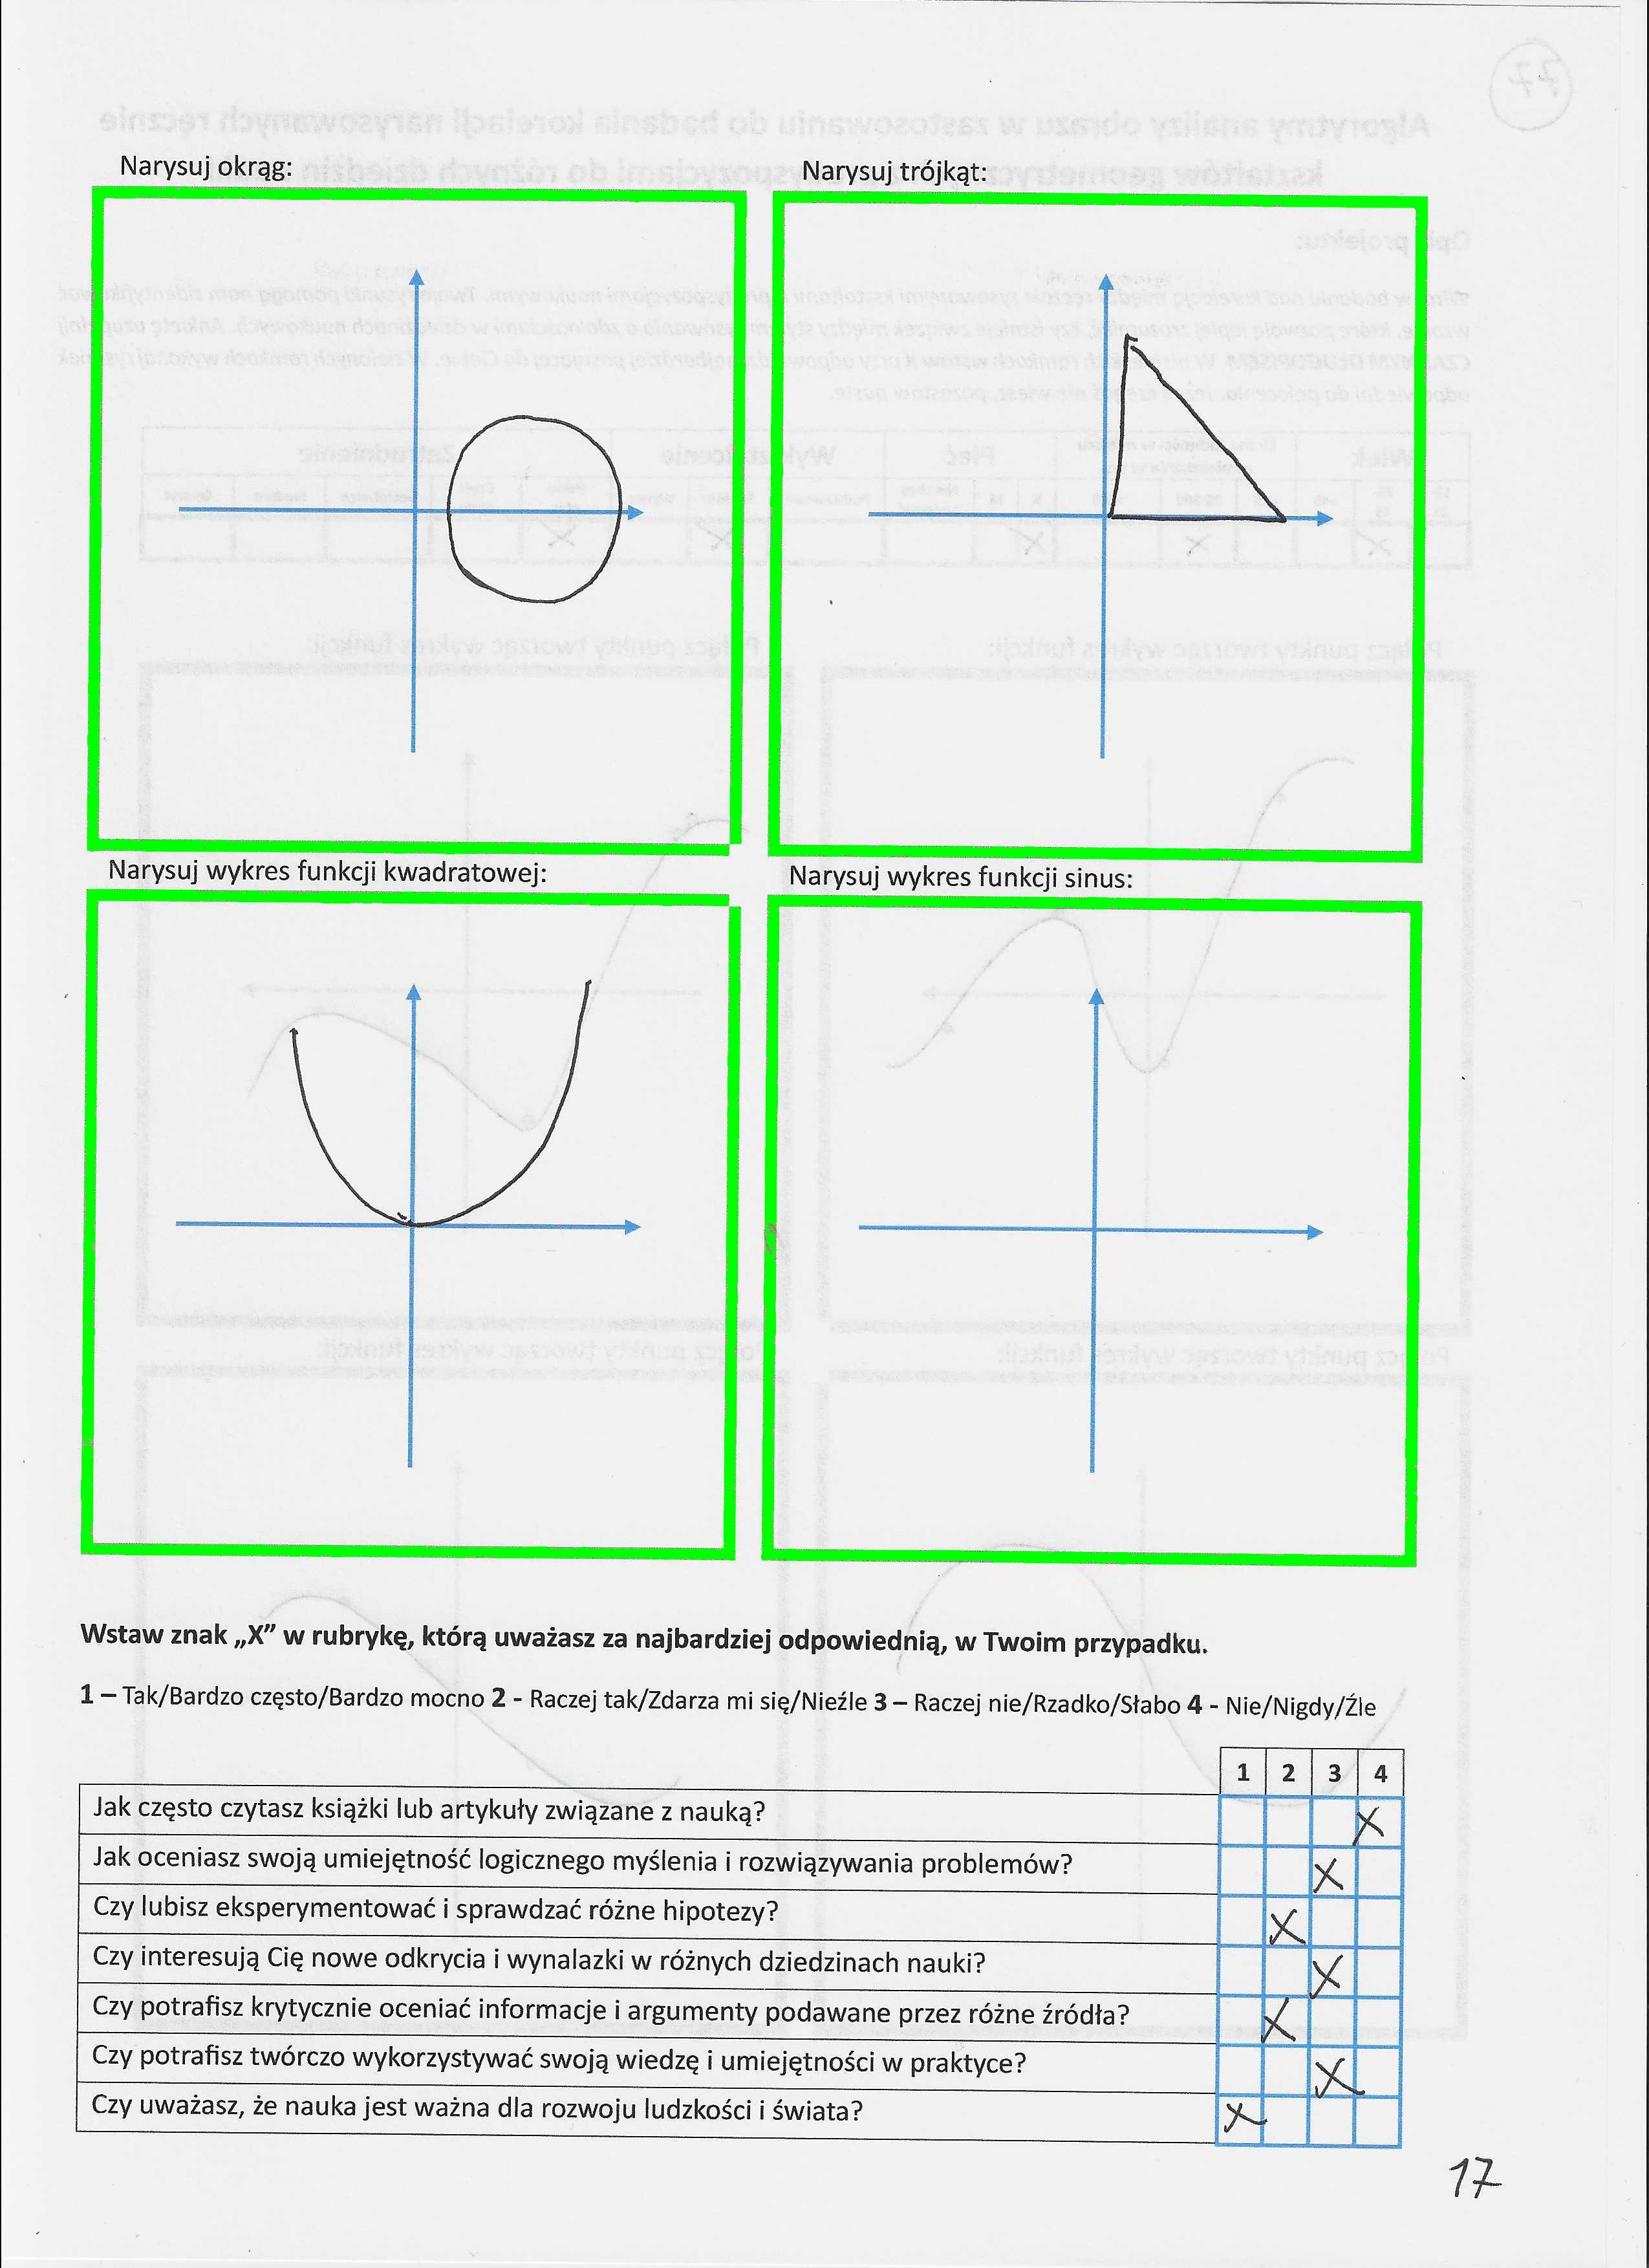 Narysuj okrąg:
Narysuj trójkąt:
Narysuj wykres funkcji kwadratowej:
Narysuj wykres funkcji sinus:
Wstaw znak „X” w rubrykę, którą uważasz za najbardziej odpowiednią, w Twoim przypadku.
1 – Tak/Bardzo często/Bardzo mocno 2 - Raczej tak/Zdarza mi się/Nieźle 3 – Raczej nie/Rzadko/Słabo 4 - Nie/Nigdy/Źle
1 2 3 4
Jak często czytasz książki lub artykuły związane z nauką? X
Jak oceniasz swoją umiejętność logicznego myślenia i rozwiązywania problemów? X
Czy lubisz eksperymentować i sprawdzać różne hipotezy? X
Czy interesują Cię nowe odkrycia i wynalazki w różnych dziedzinach nauki? X
Czy potrafisz krytycznie oceniać informacje i argumenty podawane przez różne źródła? X
Czy potrafisz twórczo wykorzystywać swoją wiedzę i umiejętności w praktyce? X
Czy uważasz, że nauka jest ważna dla rozwoju ludzkości i świata? X
17